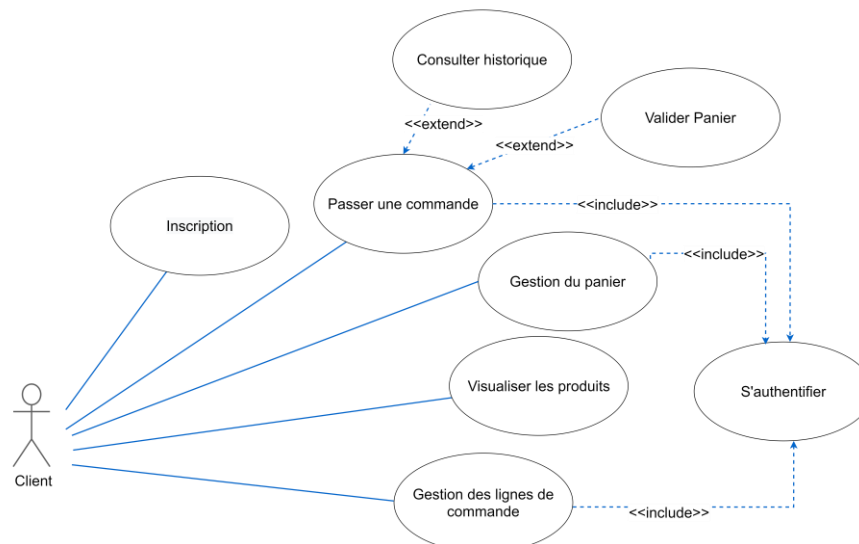 Consulter historique
<<extend>>
Valider Panier
<<extend>>
Passer une commande
<<include>>
Inscription
<<include>>
Gestion du panier
Visualiser les produits
S'authentifier
Client
Gestion des lignes de
commande
<<include>>